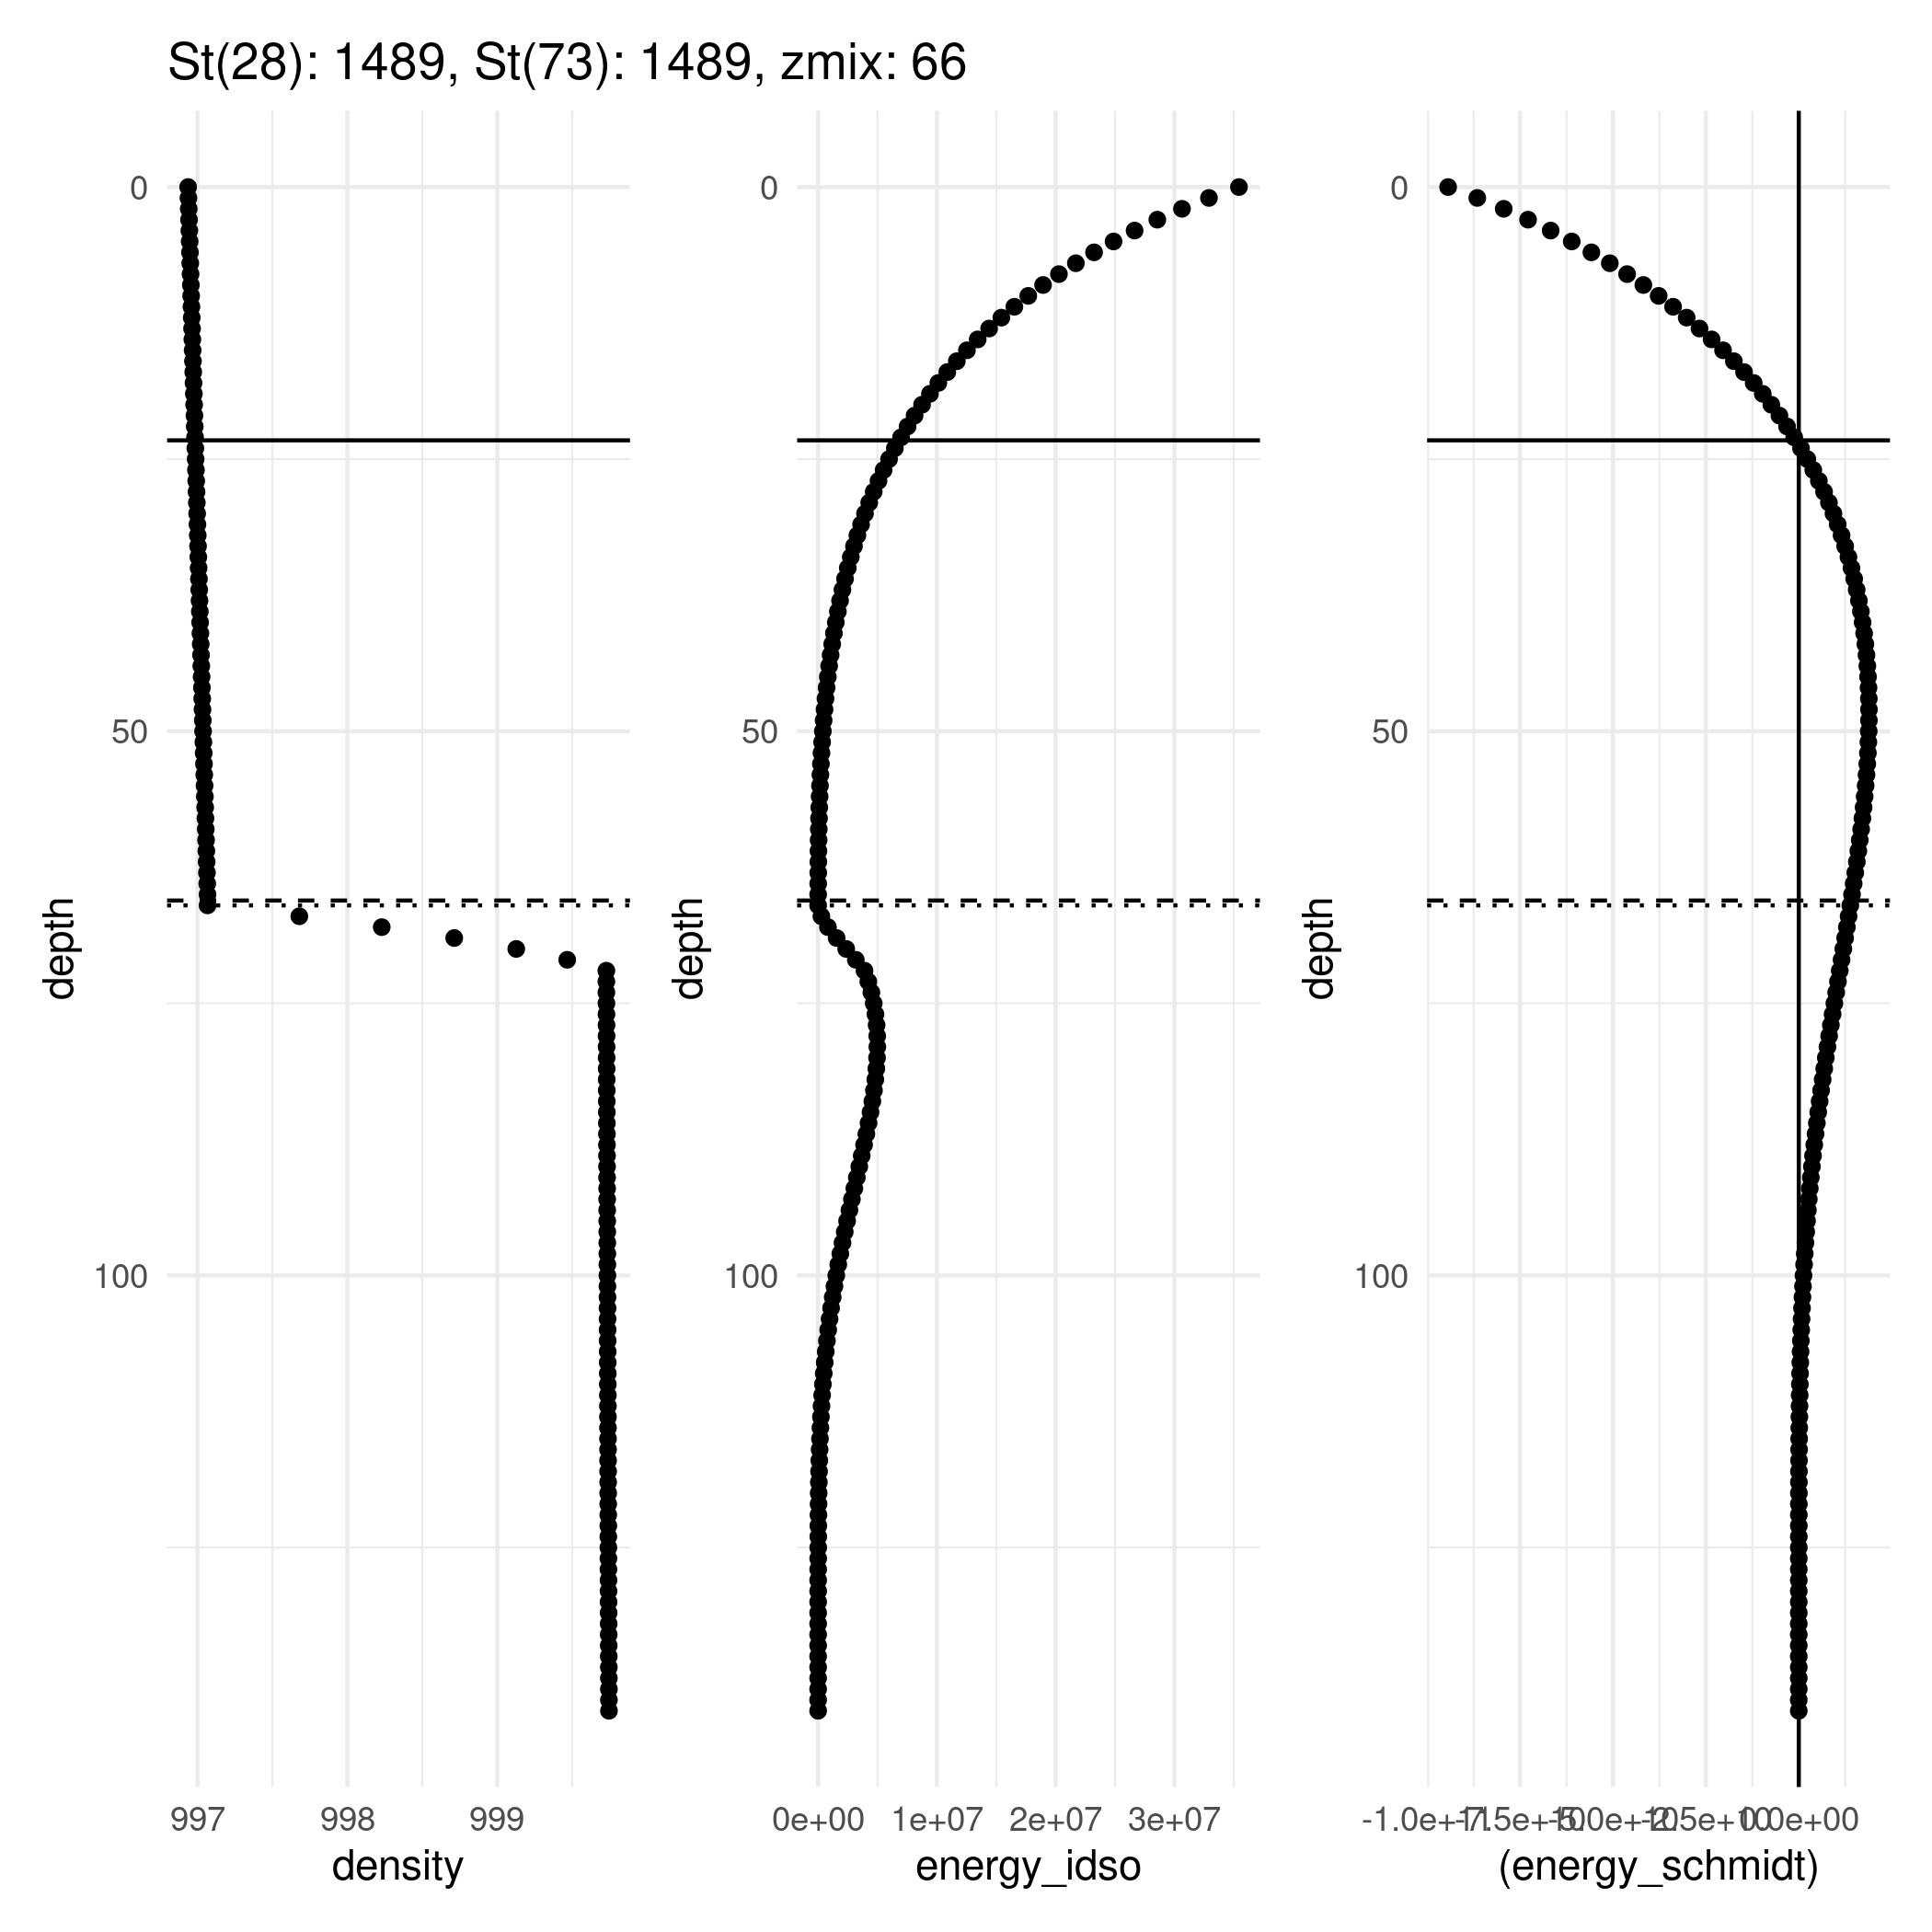 St(28): 1489, St(73): 1489, zmix: 66
0
50
100
depth
997 998 999
density
0
50
100
depth
0e+00 1e+07 2e+07 3e+07
energy_idso
0
50
100
depth
0.0e+00
(energy_schmidt)